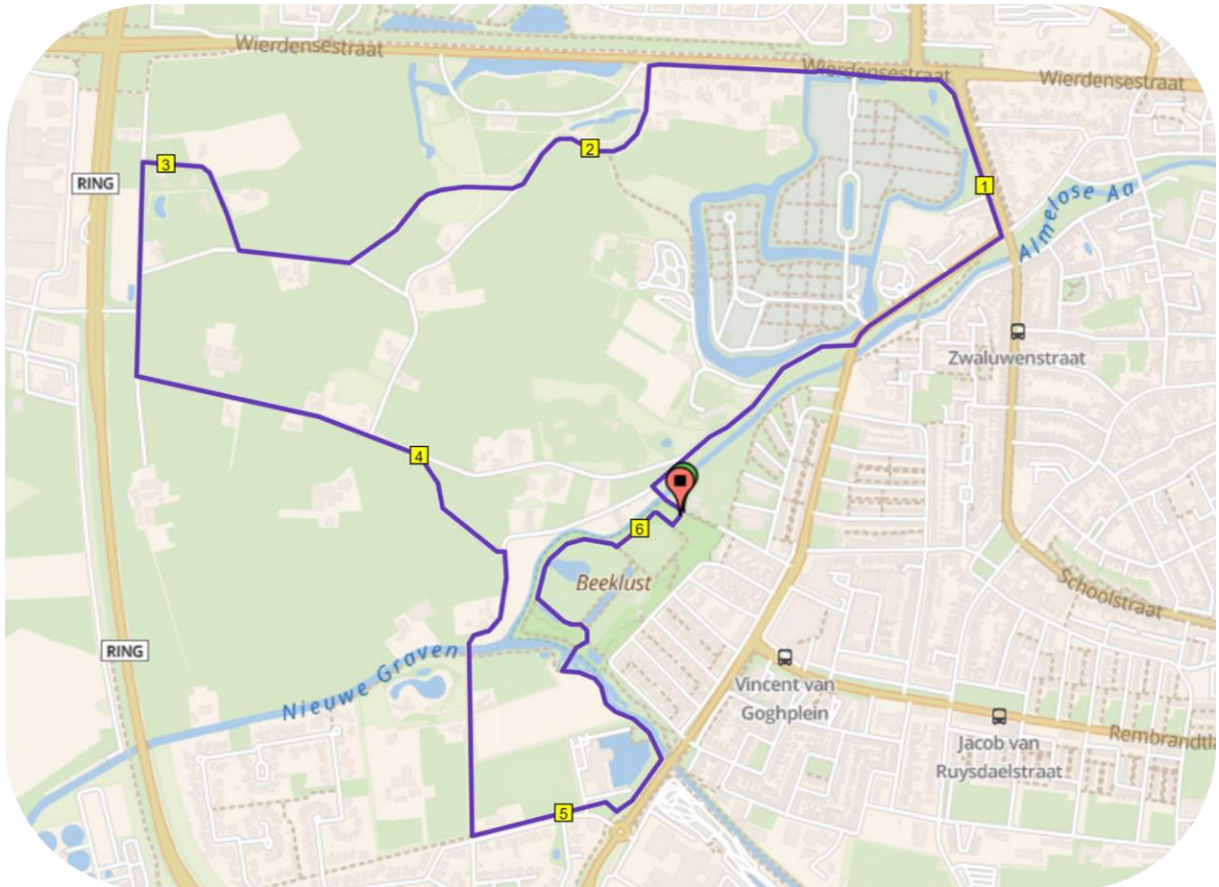 Wierdensestraat
Wierdensestraat
Wierdensestraat
2
3
RING
1
Almelose Aa
Zwaluwenstraat
4
6
Beeklust
Schoolstraat
RING
Nieuwe Graven
Vincent van
Goghplein
Jacob van
Ruysdaelstraat
Rembrandtla
5